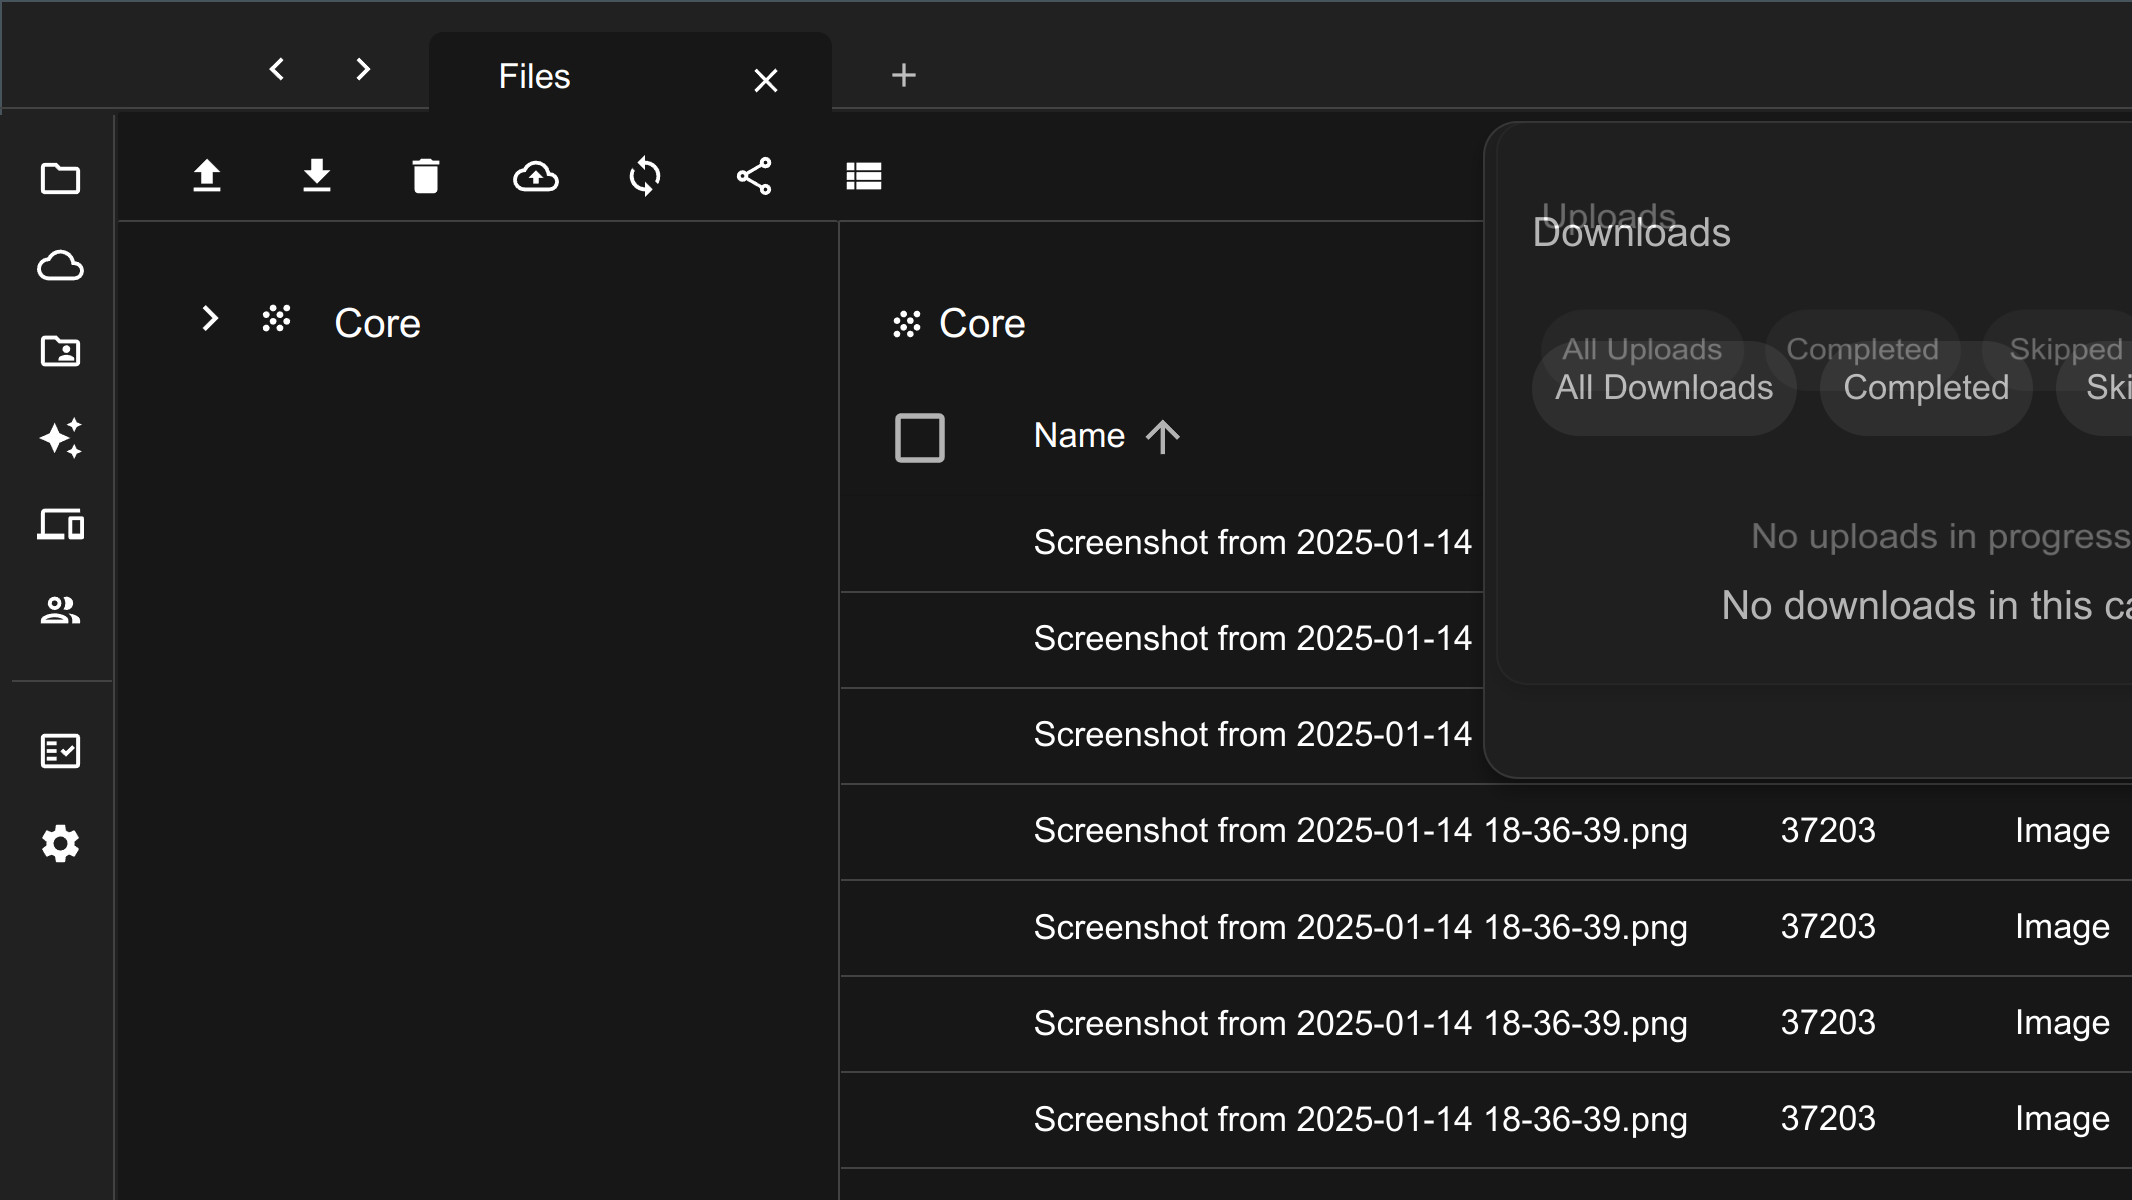 Files
Uploads
Downloads
Core
Core
All Uploads Completed Skipped
All Downloads Completed Ski
Name
No uploads in progress
Screenshot from 2025-01-14
No downloads in this ca
Screenshot from 2025-01-14
Screenshot from 2025-01-14
Screenshot from 2025-01-14 18-36-39.png 37203 Image
Screenshot from 2025-01-14 18-36-39.png 37203 Image
Screenshot from 2025-01-14 18-36-39.png 37203 Image
Screenshot from 2025-01-14 18-36-39.png 37203 Image